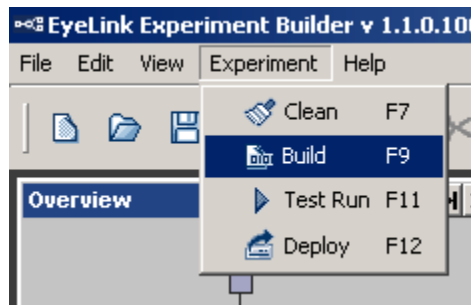 EyeLink Experiment Builder v 1.1.0.10
File Edit View Experiment Help
Clean F7
Build F9
Test Run F11
Deploy F12
Overview